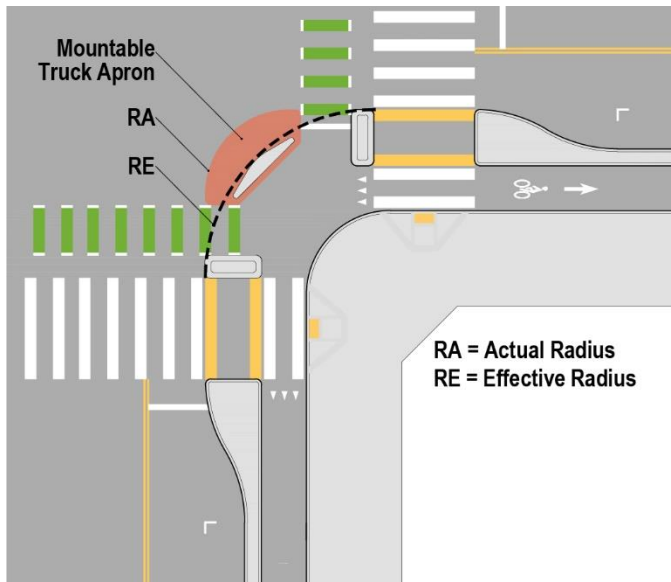 Mountable
Truck Apron
RA
RE
RA = Actual Radius
RE = Effective Radius